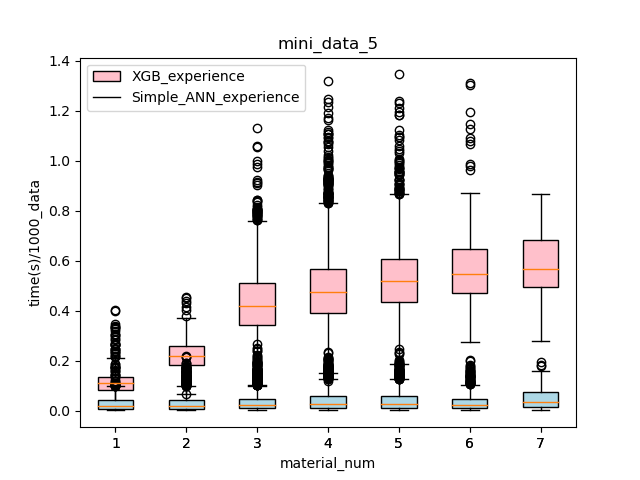 mini_data_5
XGB_experience
Simple_ANN_experience
time(s)/1000_data
1.4
1.2
1.0
0.8
0.6
0.4
0.2
0.0
1 2 3 4 5 6 7
material_num